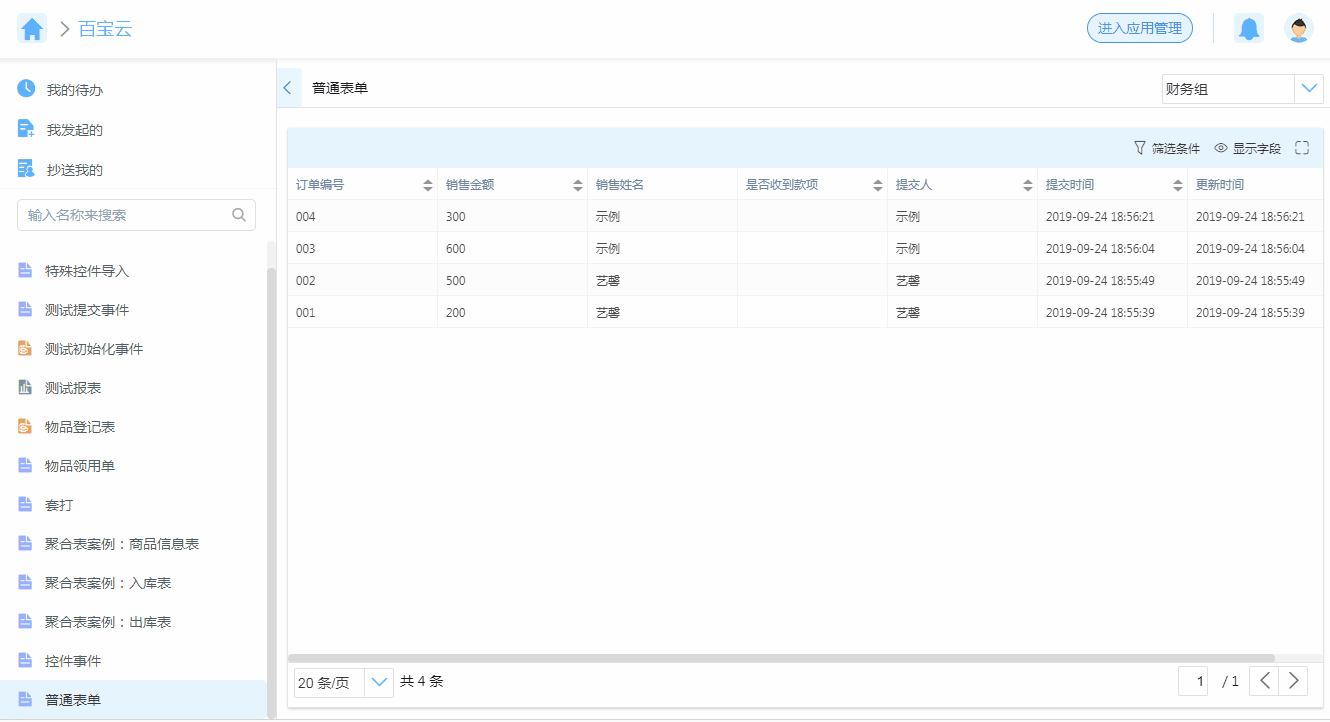 百宝云
进入应用管理
我的待办
我发起的
抄送我的
输入名称来搜索
特殊控件导入
测试提交事件
测试初始化事件
测试报表
物品登记表
物品领用单
套打
聚合表案例：商品信息表
聚合表案例：入库表
聚合表案例：出库表
控件事件
普通表单
普通表单
财务组
筛选条件 显示字段
订单编号 销售金额 销售姓名 是否收到款项 提交人 提交时间 更新时间
004 300 示例 示例 2019-09-24 18:56:21 2019-09-24 18:56:21
003 600 示例 示例 2019-09-24 18:56:04 2019-09-24 18:56:04
002 500 艺馨 艺馨 2019-09-24 18:55:49 2019-09-24 18:55:49
001 200 艺馨 艺馨 2019-09-24 18:55:39 2019-09-24 18:55:39
20 条/页 共 4 条 1 / 1